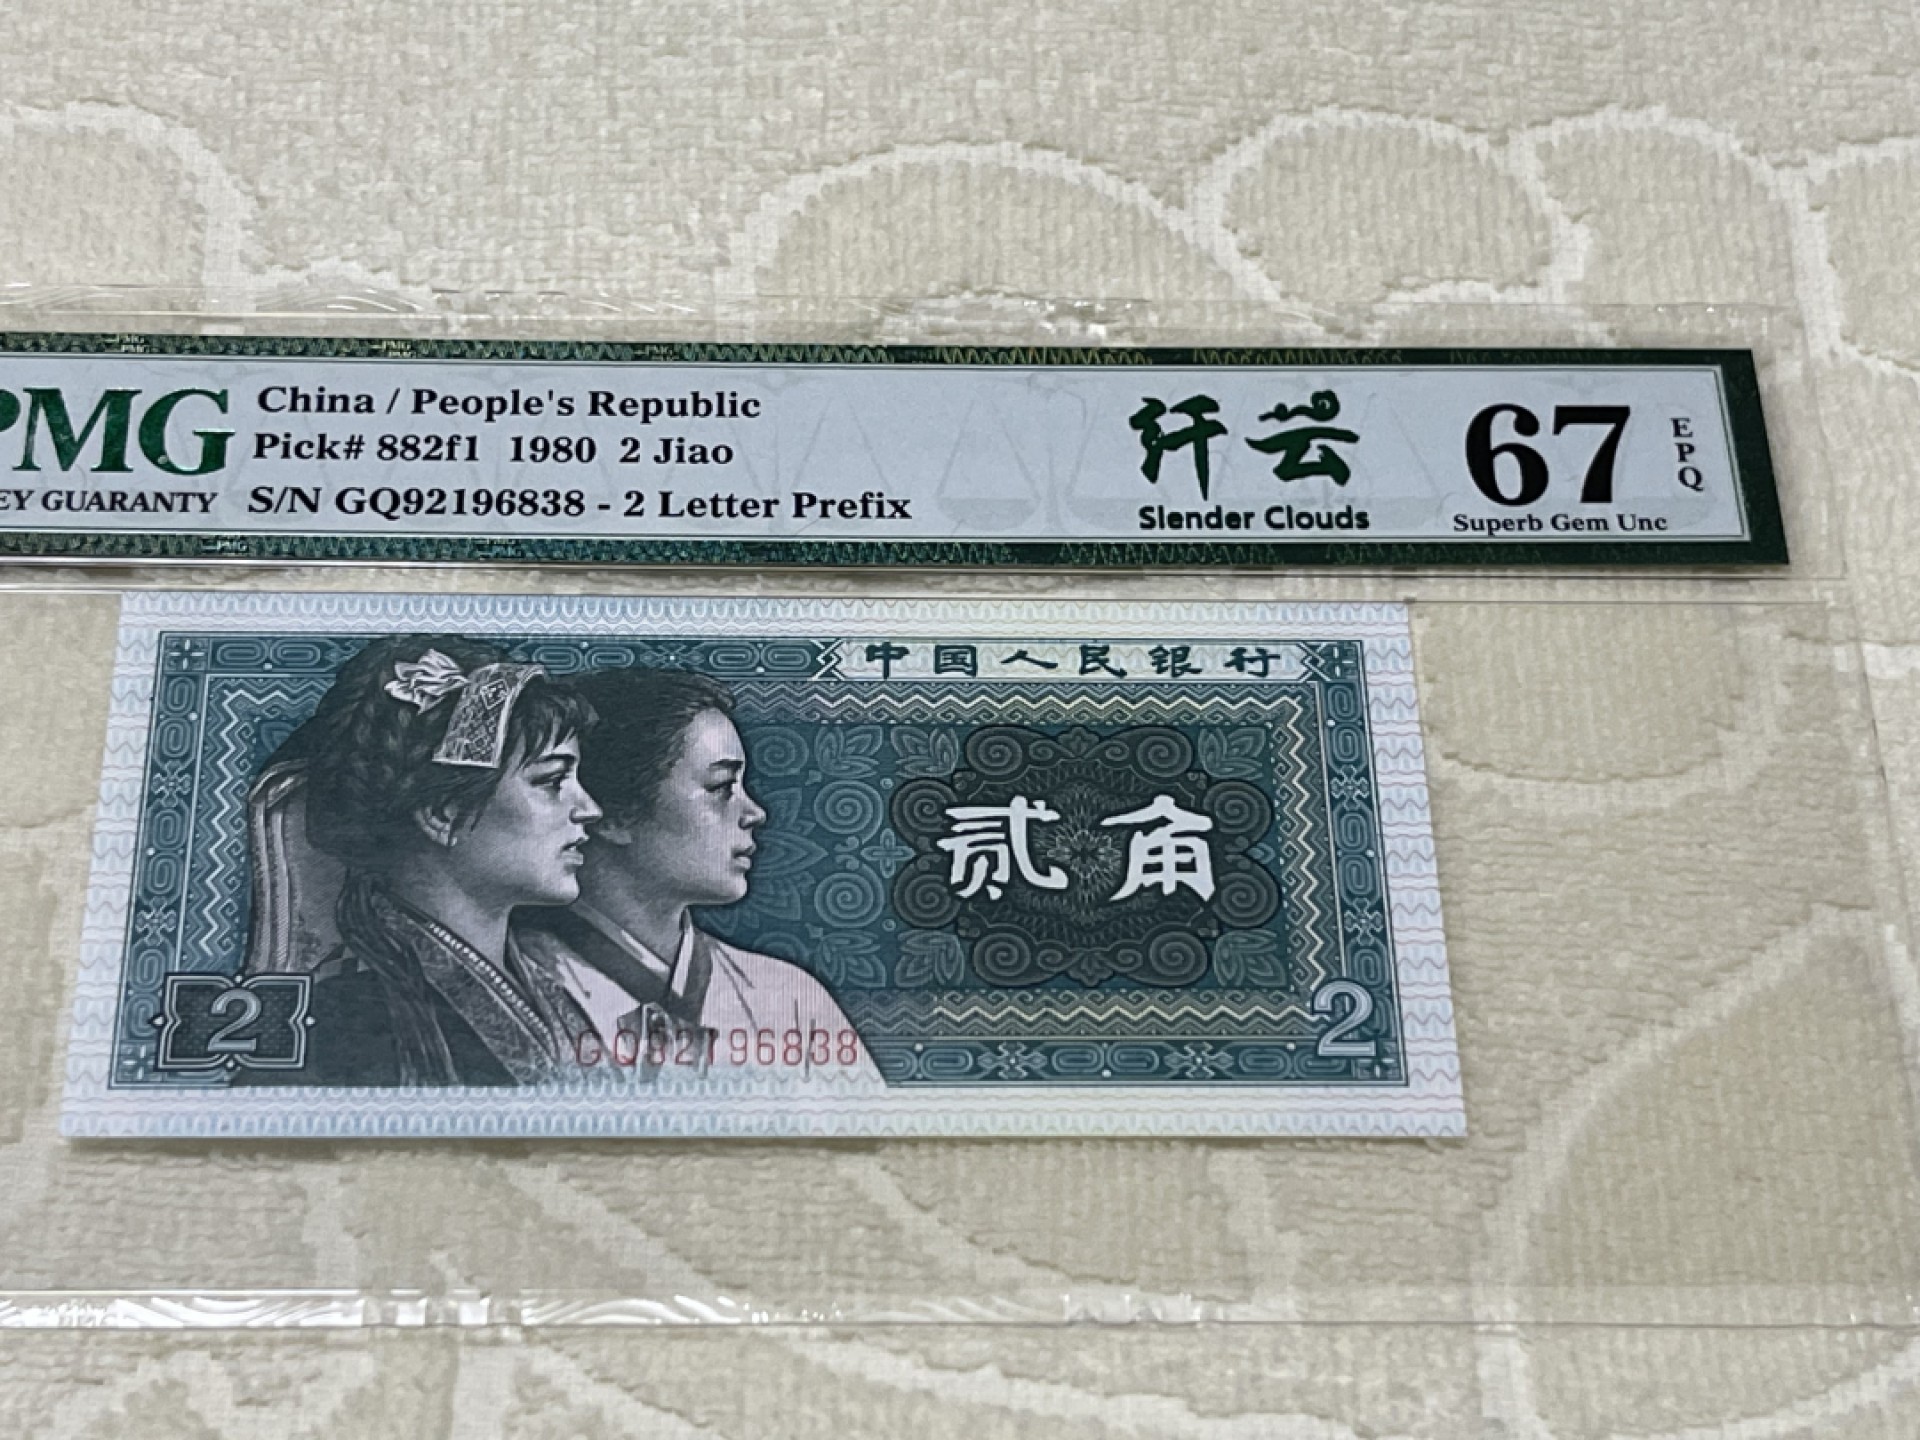 PMG
EY GUARANTY
China / People's Republic
Pick# 882f1 1980 2 Jiao
S/N GQ92196838 - 2 Letter Prefix
纤云
Slender Clouds
67
EPQ
Superb Gem Unc
中国人民银行
贰角
2
2
GQ92196838